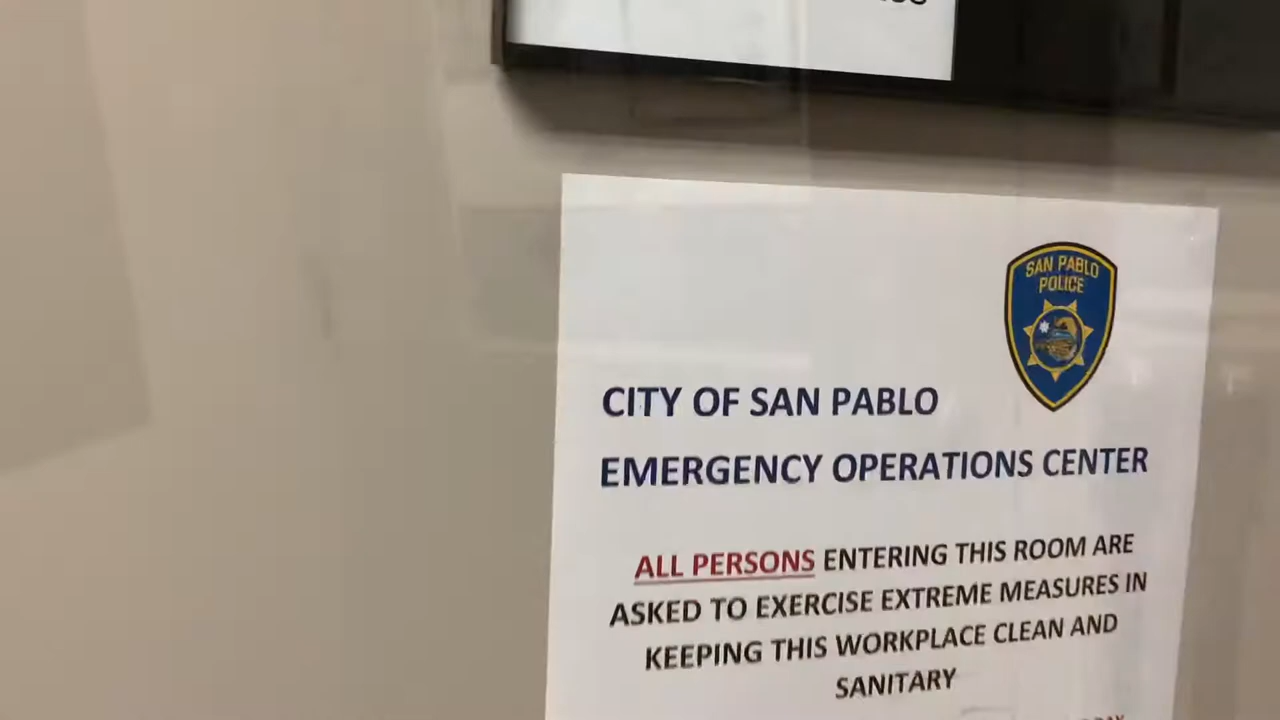 SAN PABLO
POLICE
CITY OF SAN PABLO
EMERGENCY OPERATIONS CENTER
ALL PERSONS ENTERING THIS ROOM ARE
ASKED TO EXERCISE EXTREME MEASURES IN
KEEPING THIS WORKPLACE CLEAN AND
SANITARY